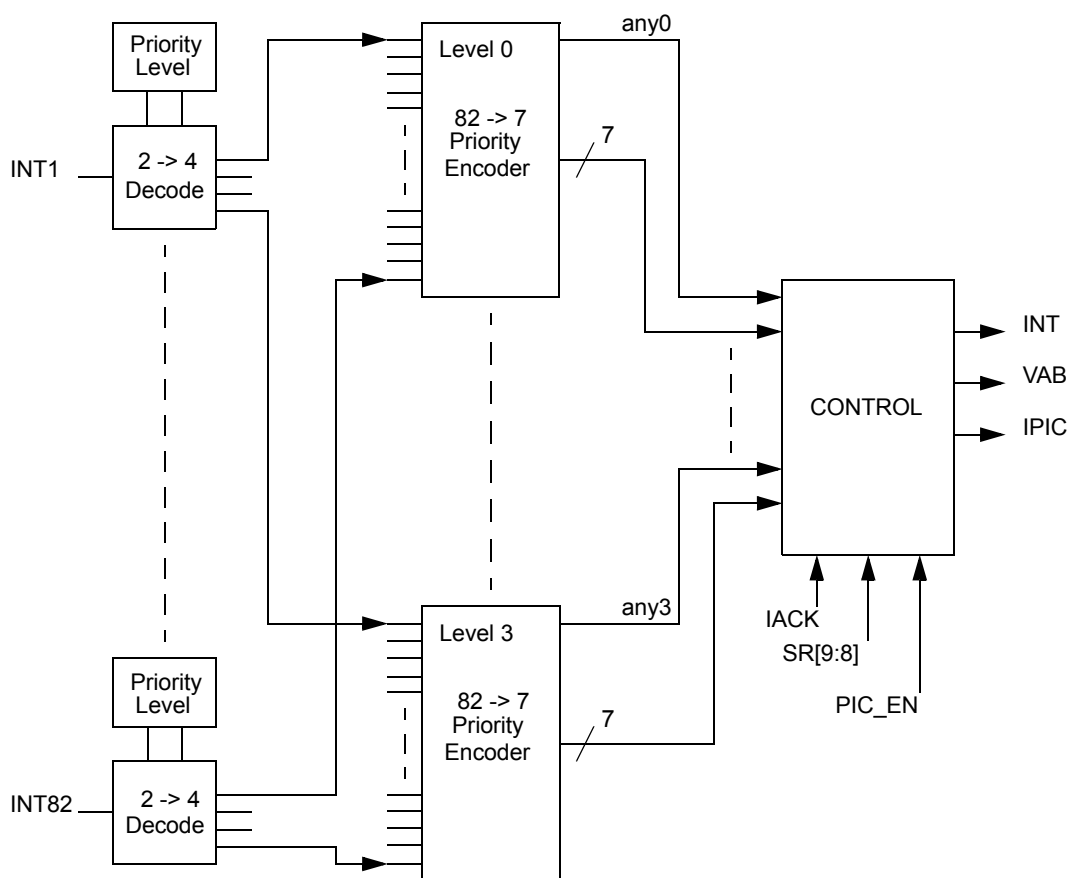 Priority
Level
INT1
2 -> 4
Decode
Level 0
82 -> 7
Priority
Encoder
any0
7
CONTROL
INT
VAB
IPIC
IACK
SR[9:8]
PIC_EN
Priority
Level
INT82
2 -> 4
Decode
Level 3
82 -> 7
Priority
Encoder
any3
7